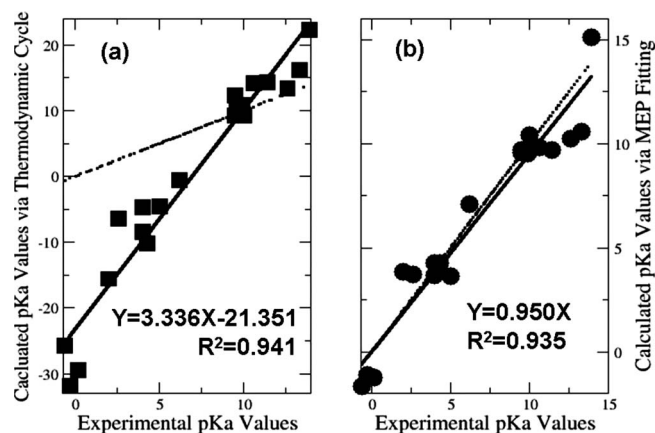 (a)
Cacluated pKa Values via Thermodynamic Cycle
20
10
0
-10
-20
-30
Y=3.336X-21.351
R²=0.941
0
5
10
Experimental pKa Values
(b)
15
10
5
0
Calculated pKa Values via MEP Fitting
Y=0.950X
R²=0.935
0
5
10
15
Experimental pKa Values